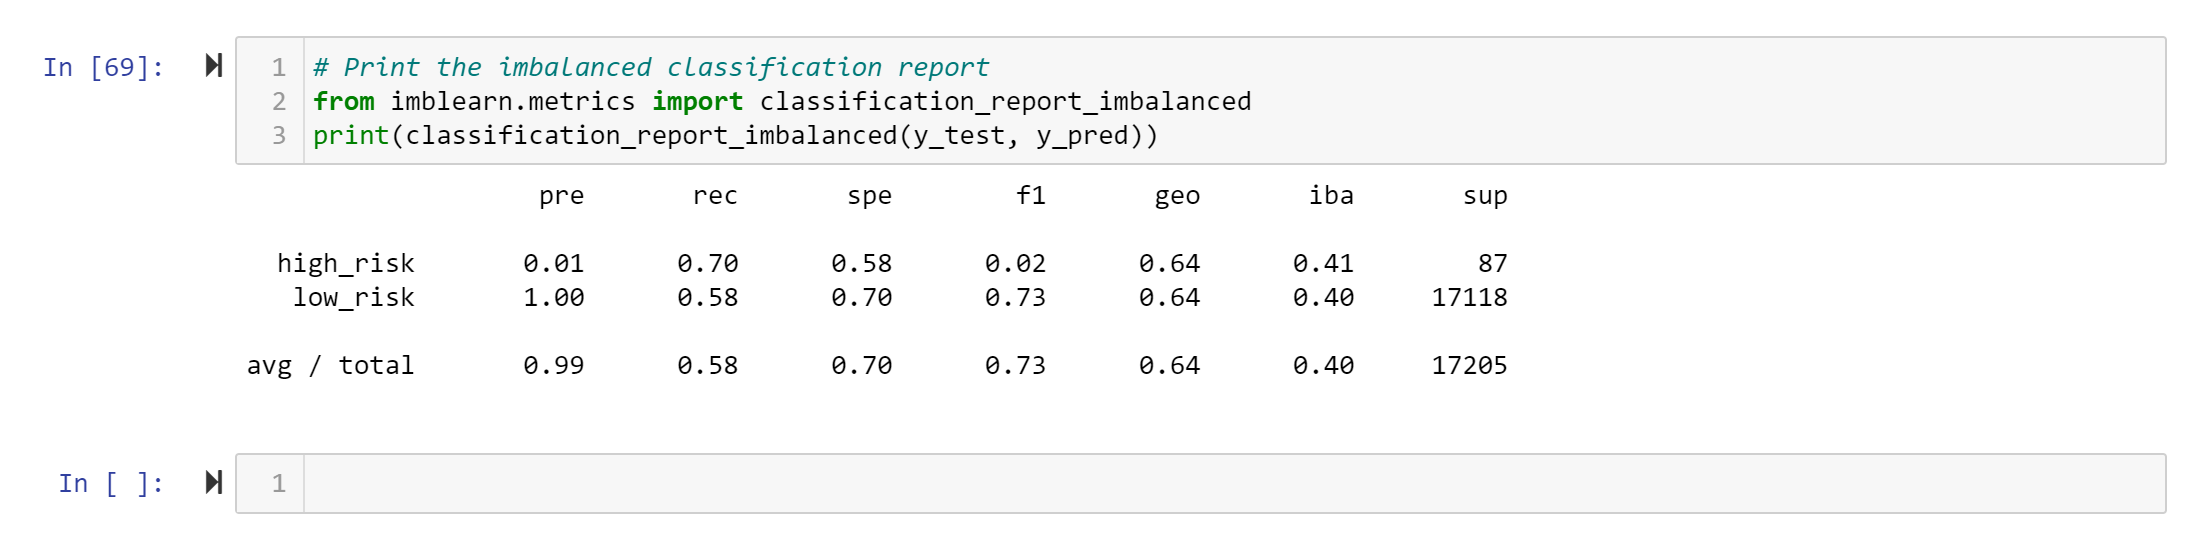 In [69]:
1 # Print the imbalanced classification report
2 from imblearn.metrics import classification_report_imbalanced
3 print(classification_report_imbalanced(y_test, y_pred))
pre rec spe f1 geo iba sup
high_risk 0.01 0.70 0.58 0.02 0.64 0.41 87
low_risk 1.00 0.58 0.70 0.73 0.64 0.40 17118
avg / total 0.99 0.58 0.70 0.73 0.64 0.40 17205
In [ ]:
1